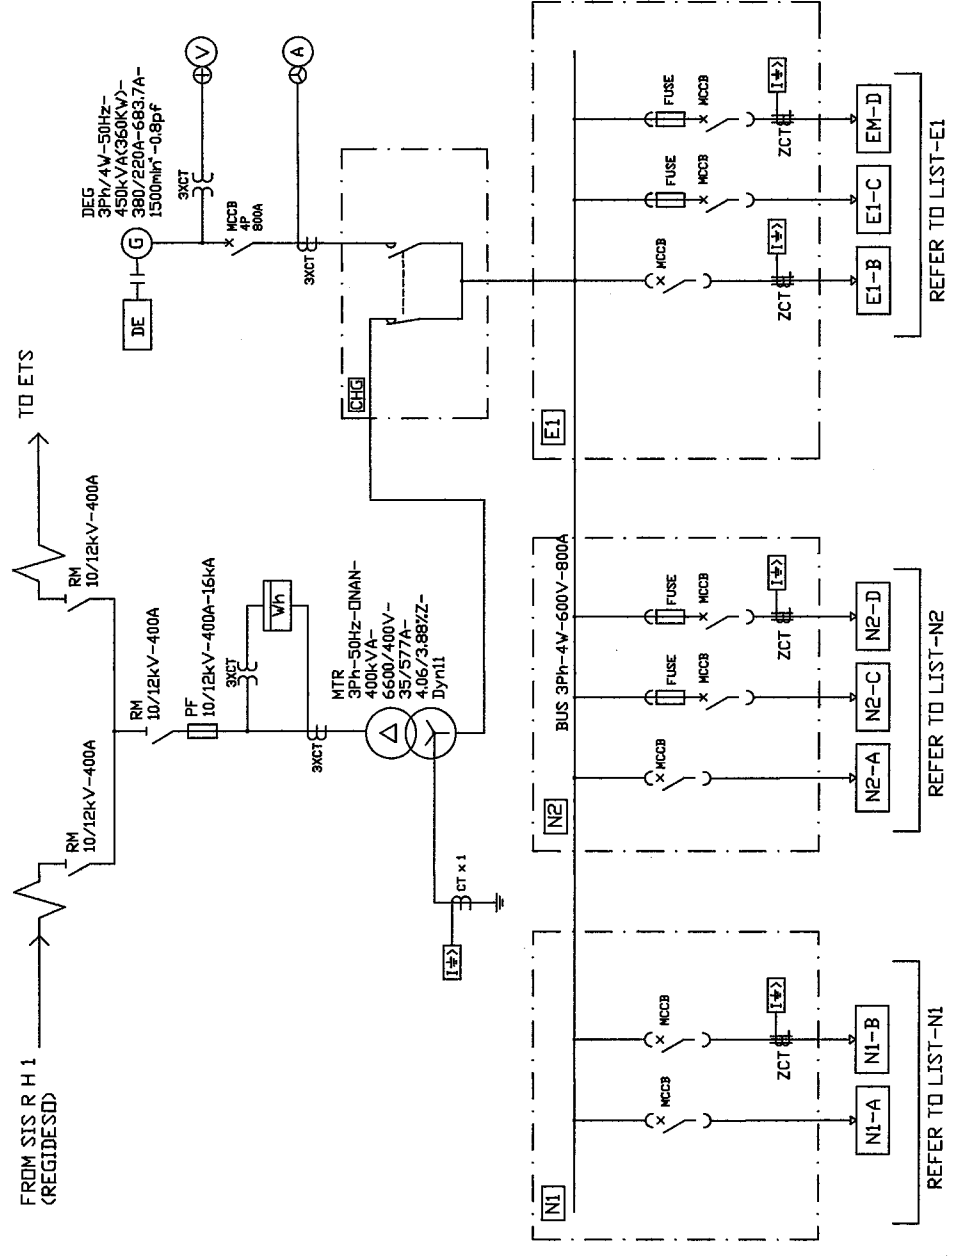 FROM SIS R H 1
(REGIDESO)
TO ETS
RM
10/12kV-400A
RM
10/12kV-400A
RM
10/12kV-400A
PF
10/12kV-400A-16kA
3XCT
Wh
3XCT
MTR
3Ph-50Hz-ONAN-
400kVA-
6600/400V-
35/577A-
4.06/3.88%Z-
Dyn11
CT x 1
I
DE
G
DEG
3Ph/4W-50Hz-
450kVA(360KW)-
380/220A-683.7A-
1500min⁻¹-0.8pf
3XCT
V
MCCB
4P
800A
3XCT
A
CHG
N1
MCCB
MCCB
ZCT
I
N1-A
N1-B
REFER TO LIST-N1
N2
BUS 3Ph-4W-600V-800A
MCCB
FUSE
MCCB
FUSE
MCCB
ZCT
I
N2-A
N2-C
N2-D
REFER TO LIST-N2
E1
MCCB
ZCT
I
FUSE
MCCB
FUSE
MCCB
ZCT
I
E1-B
E1-C
EM-D
REFER TO LIST-E1